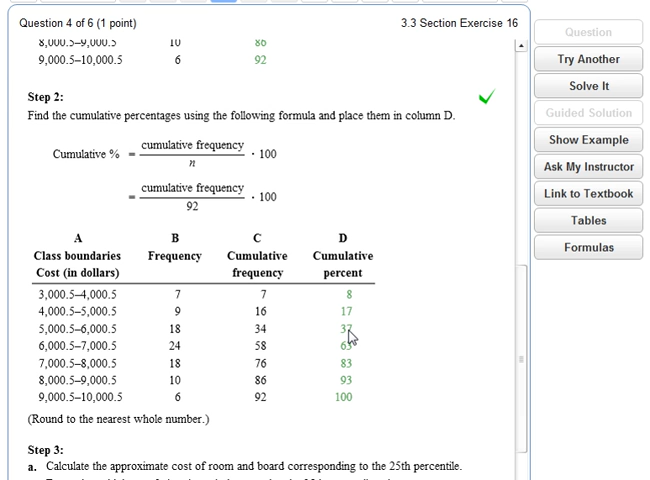 Question 4 of 6 (1 point) 3.3 Section Exercise 16
8,000.5–9,000.5 10 86
9,000.5–10,000.5 6 92
Step 2:
Find the cumulative percentages using the following formula and place them in column D.
Cumulative % = cumulative frequency / n · 100
= cumulative frequency / 92 · 100
A B C D
Class boundaries Frequency Cumulative Cumulative
Cost (in dollars) frequency percent
3,000.5–4,000.5 7 7 8
4,000.5–5,000.5 9 16 17
5,000.5–6,000.5 18 34 37
6,000.5–7,000.5 24 58 63
7,000.5–8,000.5 18 76 83
8,000.5–9,000.5 10 86 93
9,000.5–10,000.5 6 92 100
(Round to the nearest whole number.)
Step 3:
a. Calculate the approximate cost of room and board corresponding to the 25th percentile.
Question
Try Another
Solve It
Guided Solution
Show Example
Ask My Instructor
Link to Textbook
Tables
Formulas